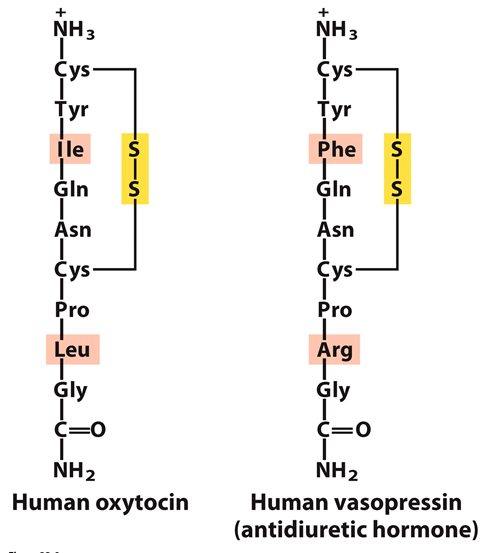 +
NH3
Cys
Tyr
Ile
S
Gln
S
Asn
Cys
Pro
Leu
Gly
C=O
NH2
Human oxytocin
+
NH3
Cys
Tyr
Phe
S
Gln
S
Asn
Cys
Pro
Arg
Gly
C=O
NH2
Human vasopressin
(antidiuretic hormone)